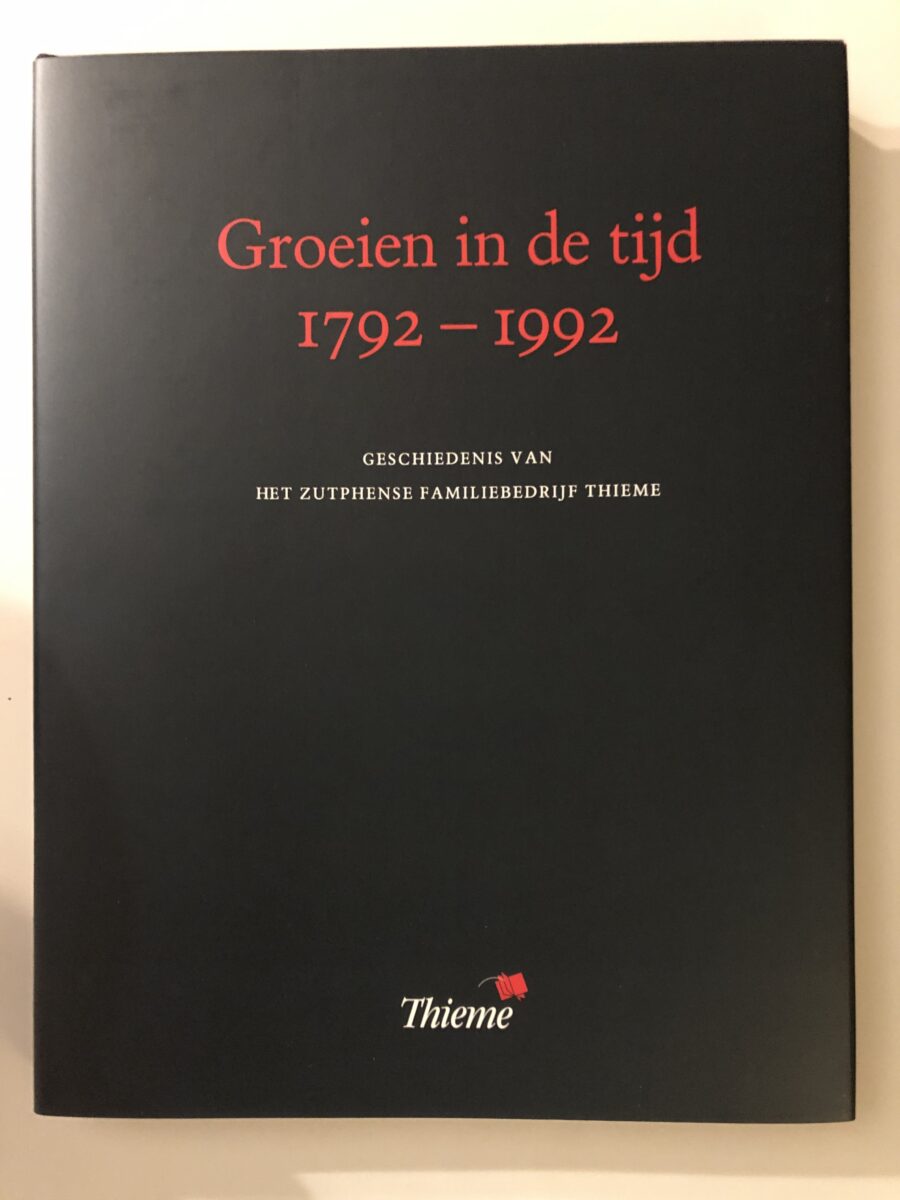 Groeien in de tijd
1792 – 1992
GESCHIEDENIS VAN
HET ZUTPHENSE FAMILIEBEDRIJF THIEME
Thieme